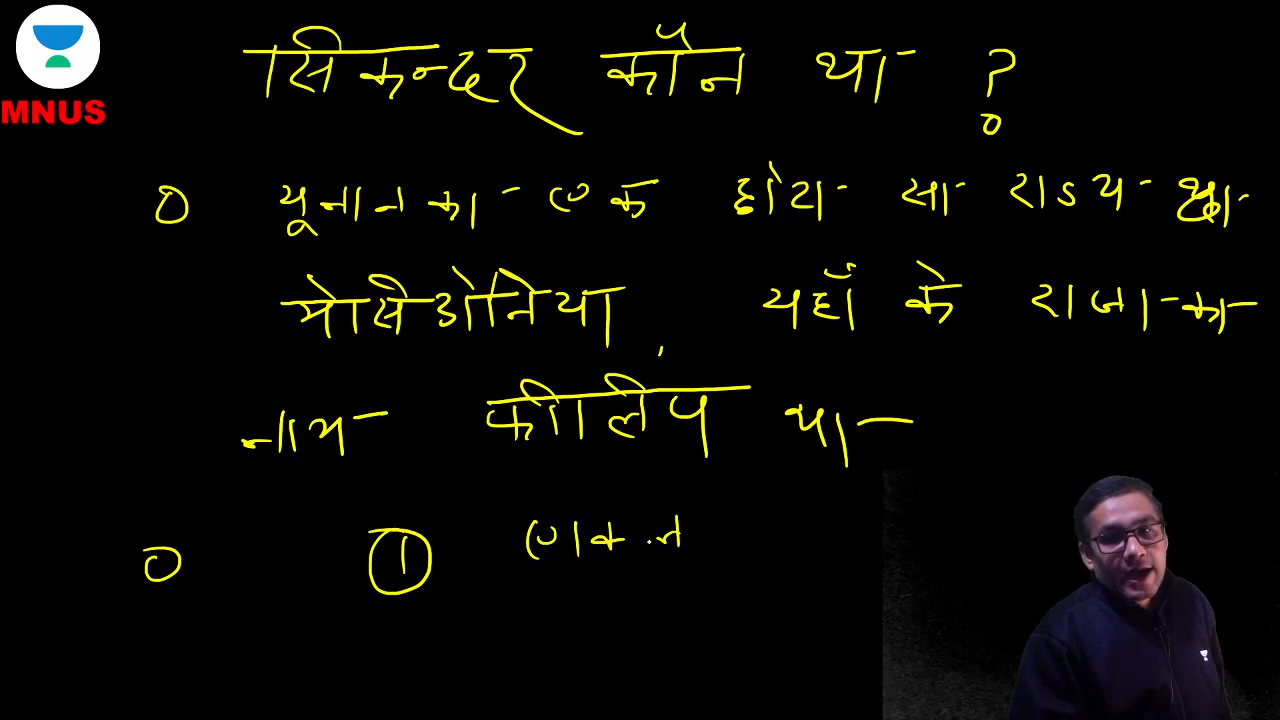 MNUS
सिकन्दर कौन था ?
यूनान का एक छोटा सा राज्य था
मेसिडोनिया, यहाँ के राजा का
नाम फीलिप था
①